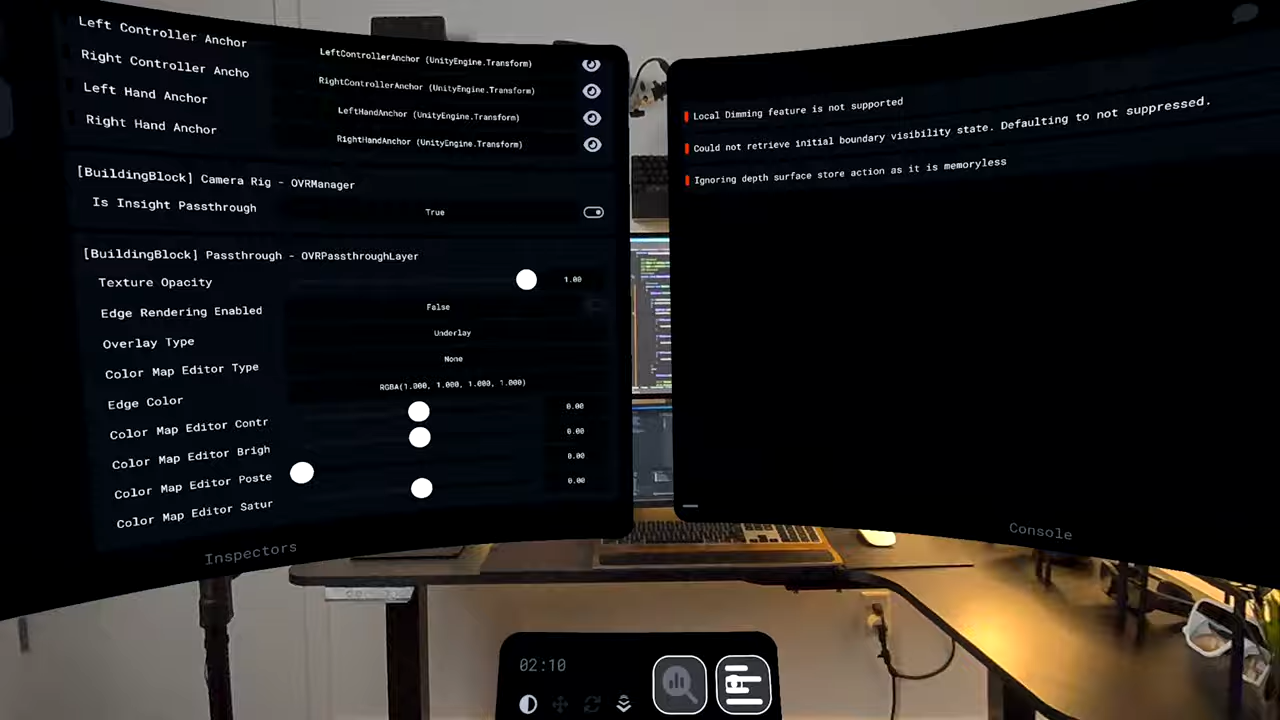 Left Controller Anchor
LeftControllerAnchor (UnityEngine.Transform)
Right Controller Ancho
RightControllerAnchor (UnityEngine.Transform)
Left Hand Anchor
LeftHandAnchor (UnityEngine.Transform)
Right Hand Anchor
RightHandAnchor (UnityEngine.Transform)
[BuildingBlock] Camera Rig - OVRManager
Is Insight Passthrough
True
[BuildingBlock] Passthrough - OVRPassthroughLayer
Texture Opacity
1.00
Edge Rendering Enabled
False
Overlay Type
Underlay
Color Map Editor Type
None
Edge Color
RGBA(1.000, 1.000, 1.000, 1.000)
Color Map Editor Contr
0.00
Color Map Editor Brigh
0.00
Color Map Editor Poste
0.00
Color Map Editor Satur
0.00
Inspectors
Local Dimming feature is not supported
Could not retrieve initial boundary visibility state. Defaulting to not suppressed.
Ignoring depth surface store action as it is memoryless
Console
02:10